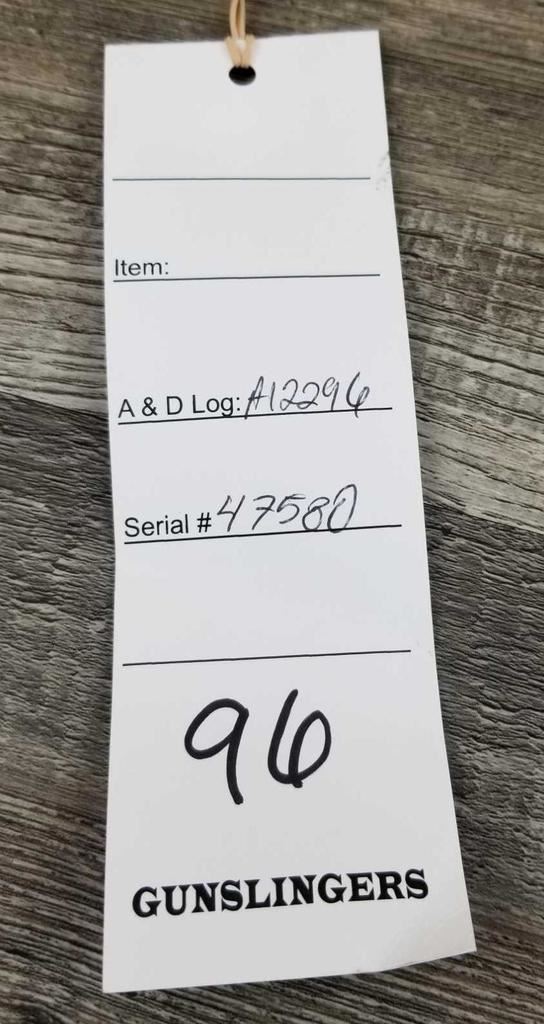 Item:
A & D Log: A12296
Serial # 47580
96
GUNSLINGERS